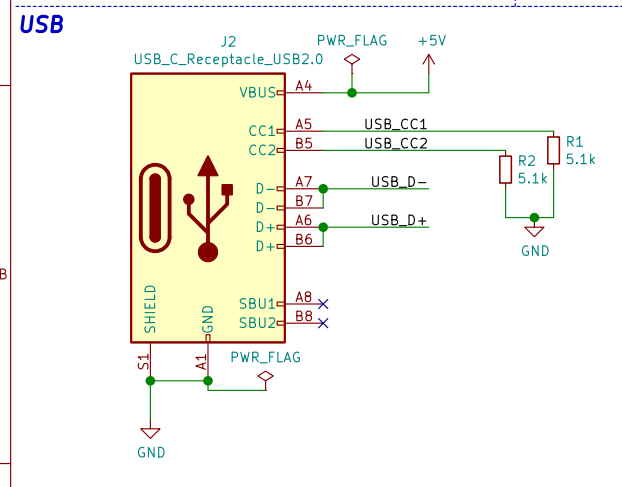 USB
J2
USB_C_Receptacle_USB2.0
PWR_FLAG
+5V
VBUS
A4
CC1
A5
USB_CC1
CC2
B5
USB_CC2
R1
5.1k
R2
5.1k
D-
A7
USB_D-
D-
B7
D+
A6
USB_D+
D+
B6
GND
SBU1
A8
SBU2
B8
SHIELD
GND
S1
A1
PWR_FLAG
GND
B